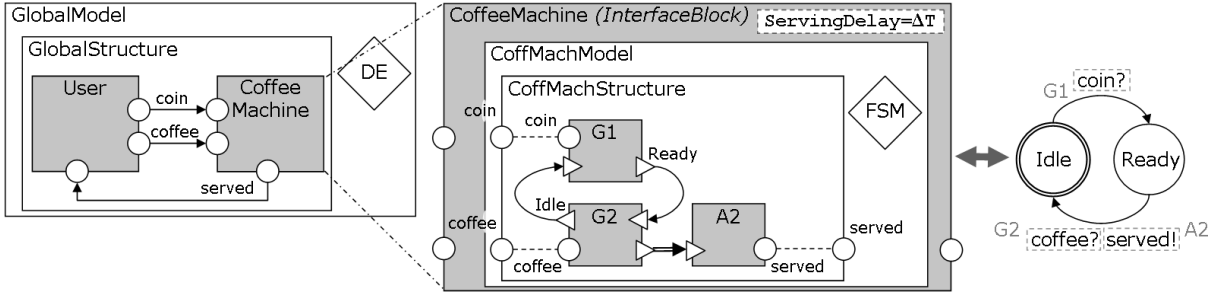 GlobalModel
GlobalStructure
User
Coffee
Machine
coin
coffee
served
DE
CoffeeMachine (InterfaceBlock)
ServingDelay=ΔT
CoffMachModel
CoffMachStructure
FSM
coin
coin
G1
Ready
Idle
G2
A2
coffee
coffee
served
served
G1
coin?
Idle
Ready
G2
coffee?
served!
A2